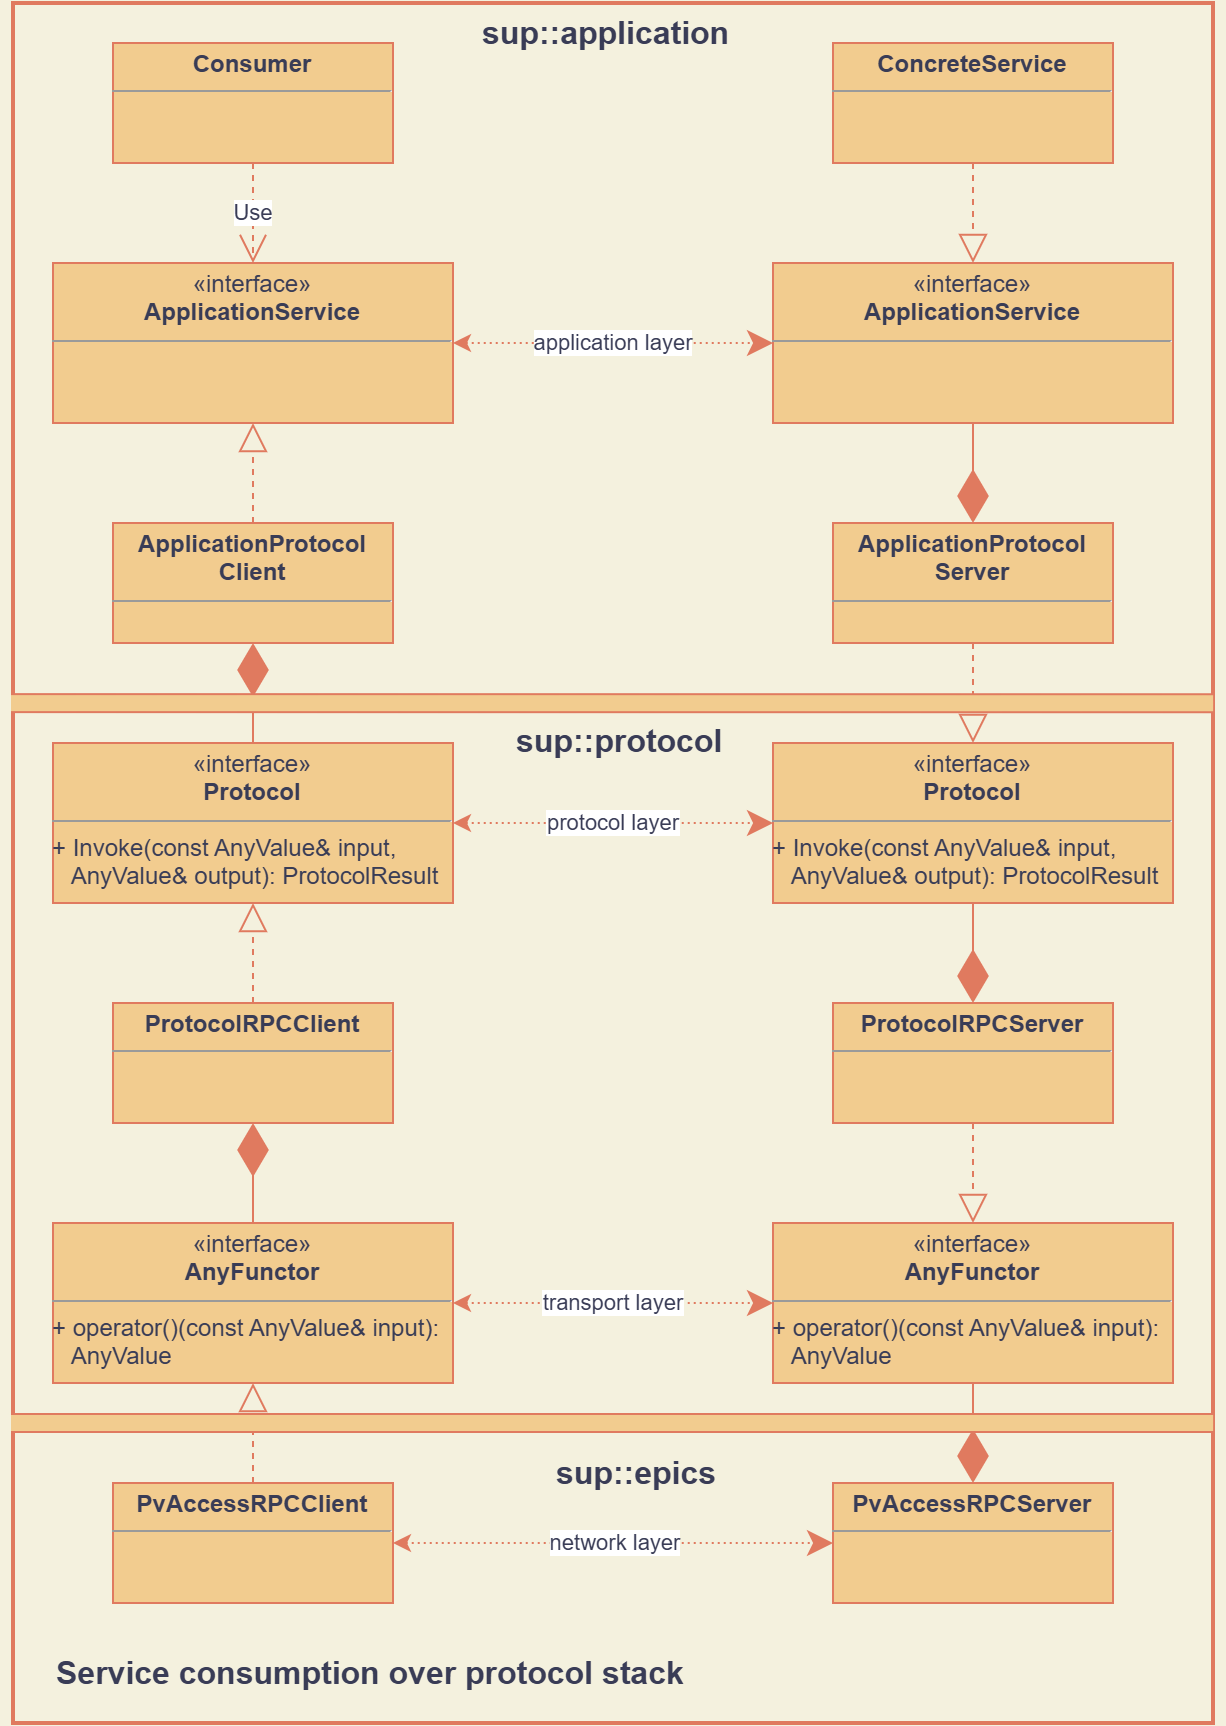 sup::application
Consumer
ConcreteService
Use
«interface»
ApplicationService
«interface»
ApplicationService
application layer
ApplicationProtocol
Client
ApplicationProtocol
Server
sup::protocol
«interface»
Protocol
+ Invoke(const AnyValue& input,
AnyValue& output): ProtocolResult
«interface»
Protocol
+ Invoke(const AnyValue& input,
AnyValue& output): ProtocolResult
protocol layer
ProtocolRPCClient
ProtocolRPCServer
«interface»
AnyFunctor
+ operator()(const AnyValue& input):
AnyValue
«interface»
AnyFunctor
+ operator()(const AnyValue& input):
AnyValue
transport layer
sup::epics
PvAccessRPCClient
PvAccessRPCServer
network layer
Service consumption over protocol stack